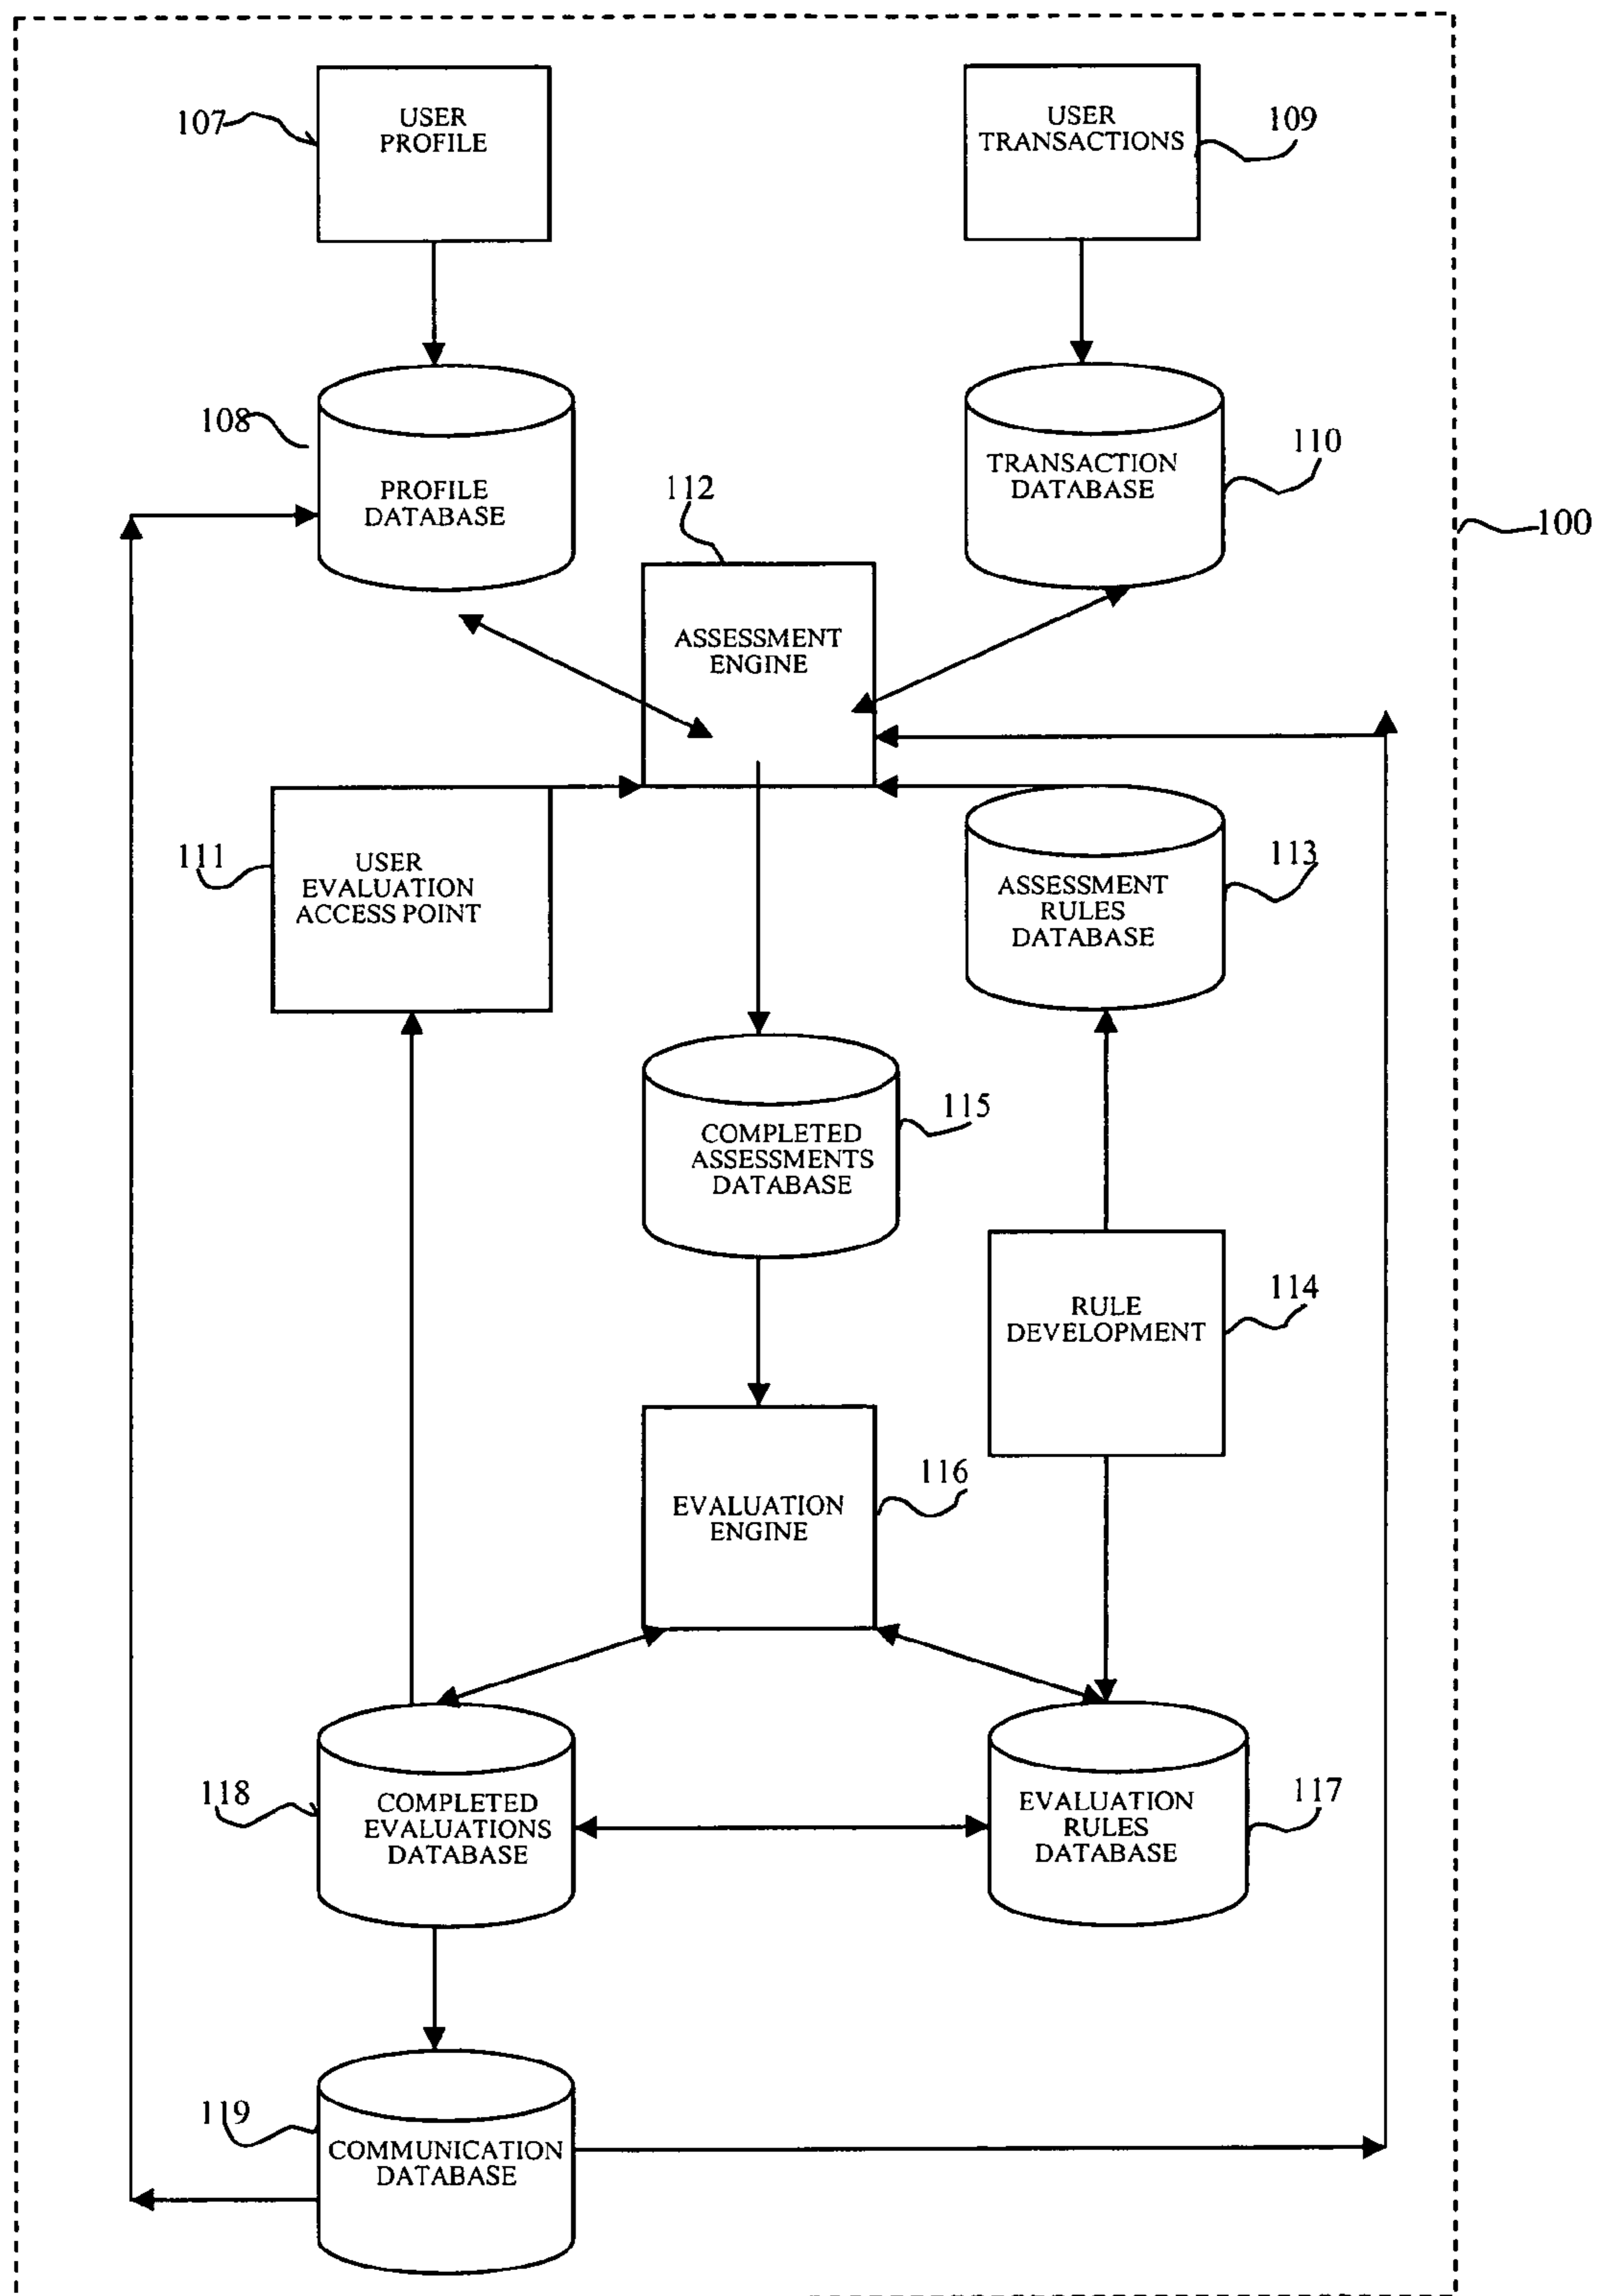 USER
PROFILE
107
USER
TRANSACTIONS
109
108
PROFILE
DATABASE
TRANSACTION
DATABASE
110
100
112
ASSESSMENT
ENGINE
111
USER
EVALUATION
ACCESS POINT
ASSESSMENT
RULES
DATABASE
113
115
COMPLETED
ASSESSMENTS
DATABASE
RULE
DEVELOPMENT
114
EVALUATION
ENGINE
116
118
COMPLETED
EVALUATIONS
DATABASE
EVALUATION
RULES
DATABASE
117
119
COMMUNICATION
DATABASE